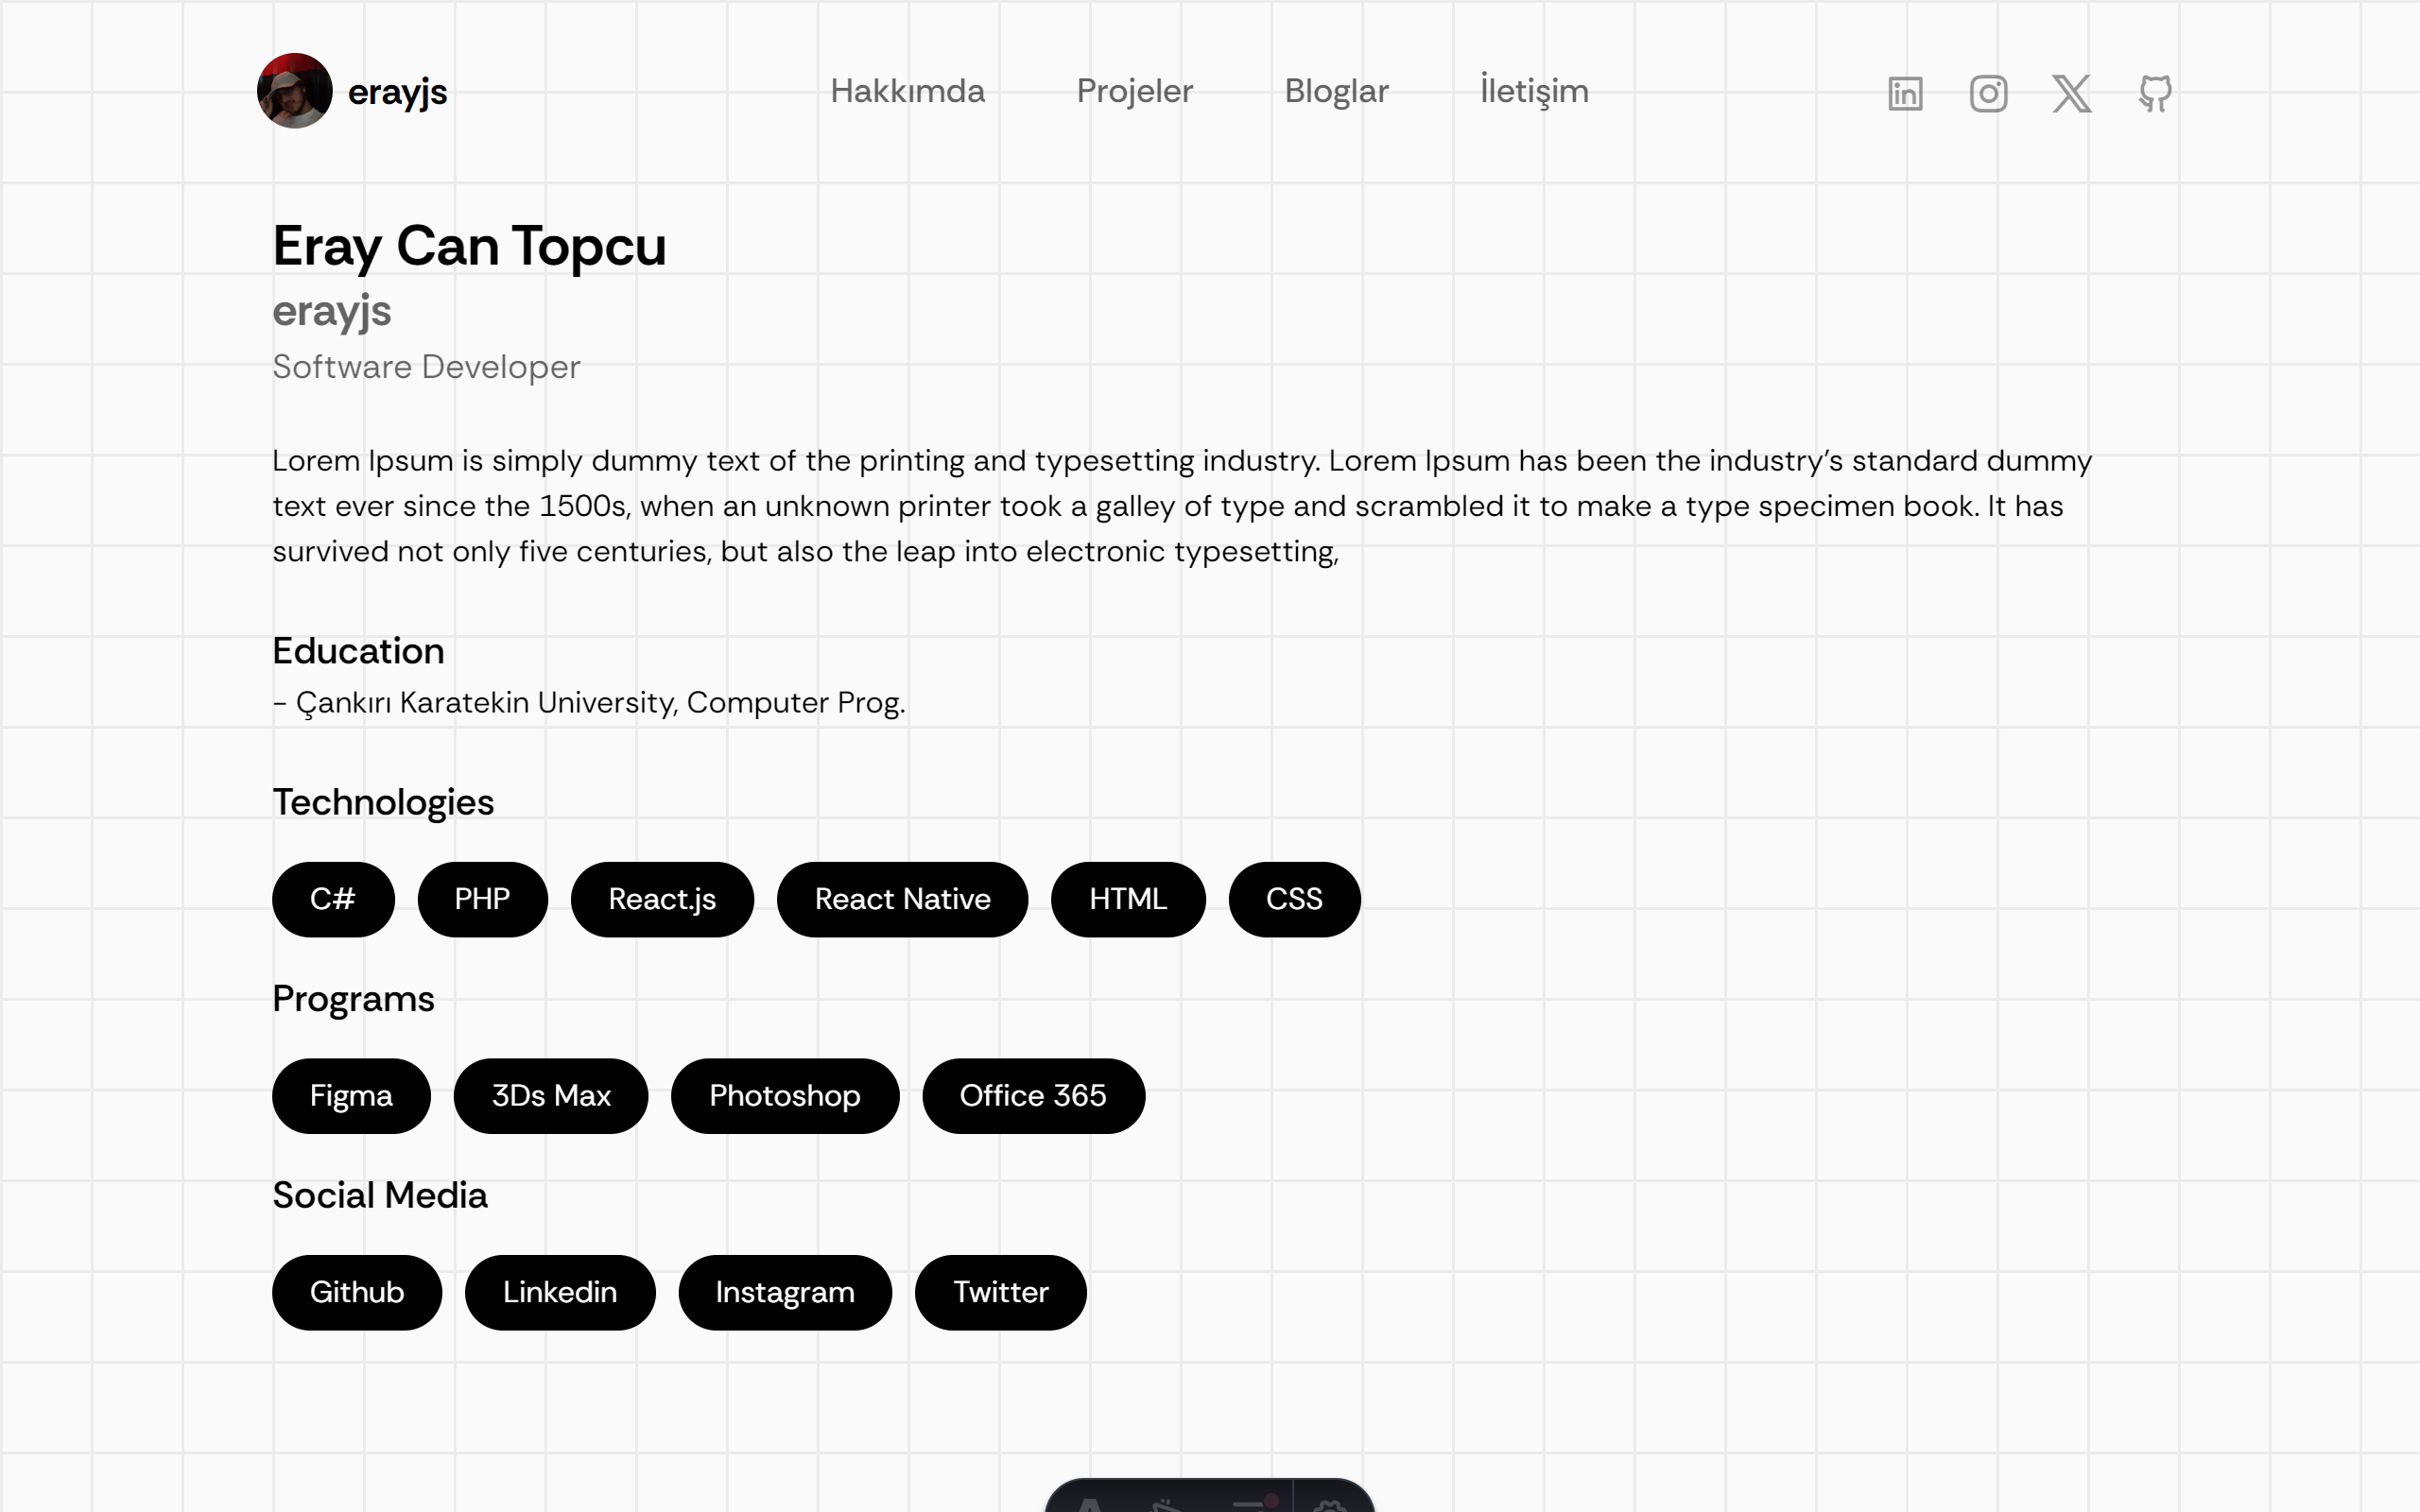 erayjs
Hakkımda Projeler Bloglar İletişim
Eray Can Topcu
erayjs
Software Developer
Lorem Ipsum is simply dummy text of the printing and typesetting industry. Lorem Ipsum has been the industry's standard dummy
text ever since the 1500s, when an unknown printer took a galley of type and scrambled it to make a type specimen book. It has
survived not only five centuries, but also the leap into electronic typesetting,
Education
- Çankırı Karatekin University, Computer Prog.
Technologies
C# PHP React.js React Native HTML CSS
Programs
Figma 3Ds Max Photoshop Office 365
Social Media
Github Linkedin Instagram Twitter